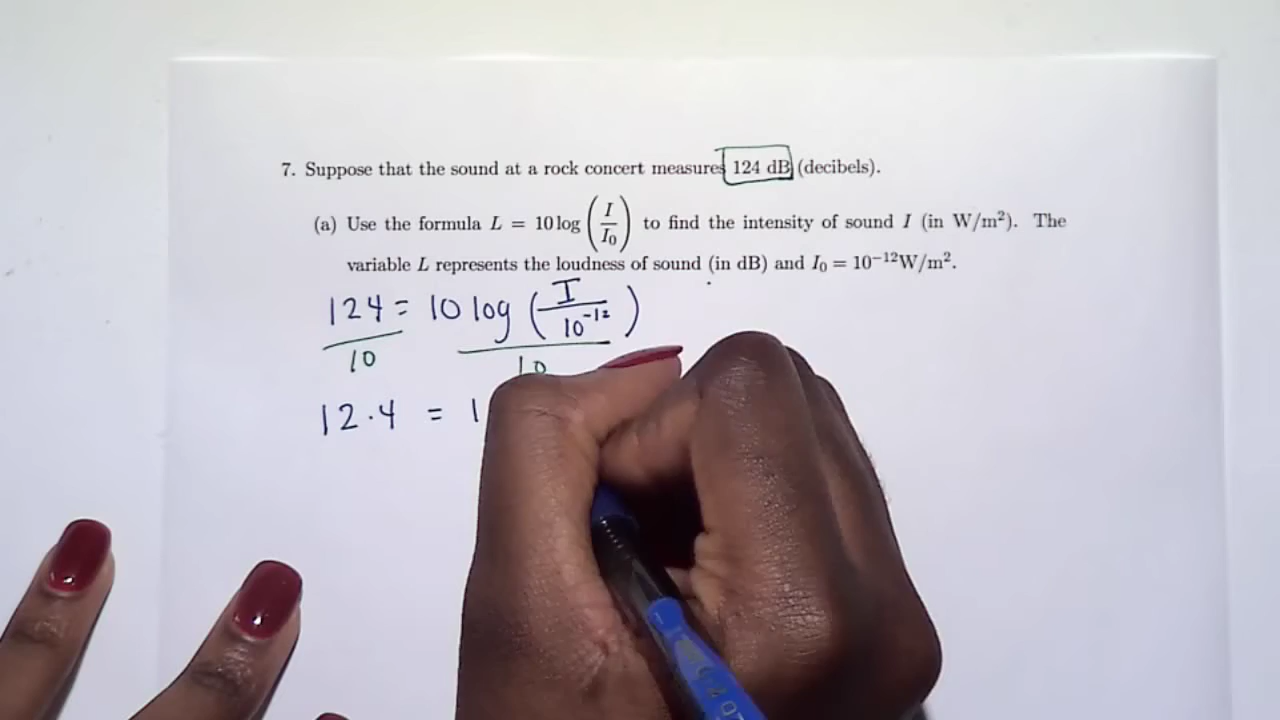 7. Suppose that the sound at a rock concert measures 124 dB (decibels).
(a) Use the formula L = 10 log (I/I₀) to find the intensity of sound I (in W/m²). The
variable L represents the loudness of sound (in dB) and I₀ = 10⁻¹²W/m².
124 = 10 log (I/10⁻¹²)
10 10
12.4 = l